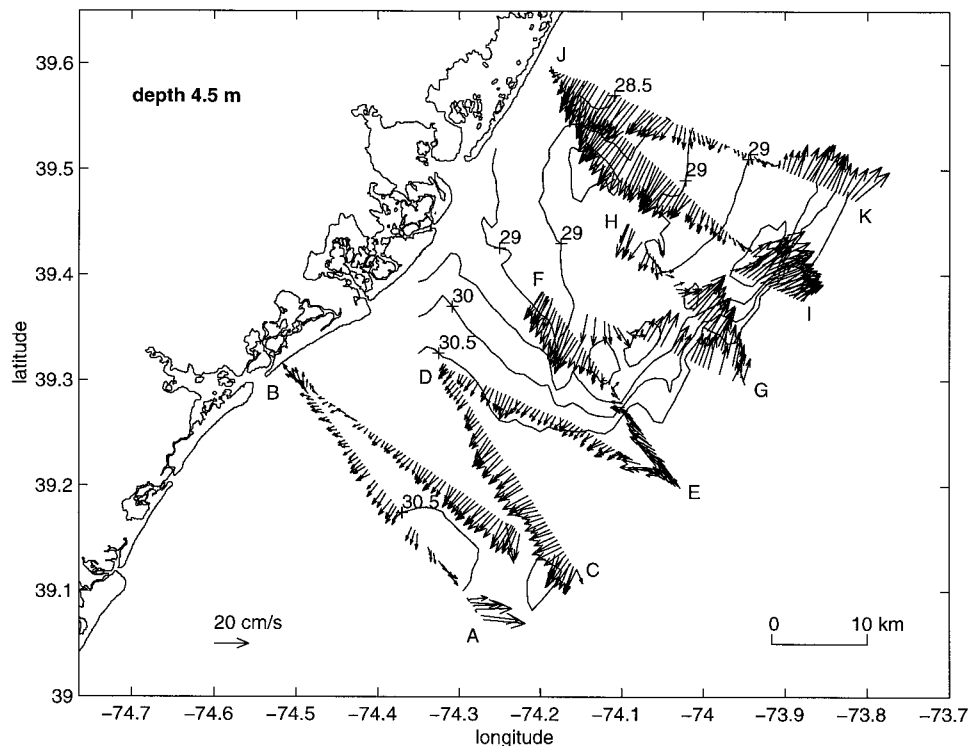 39.6
39.5
39.4
39.3
39.2
39.1
39
latitude
depth 4.5 m
J
28.5
29
29
K
H
29
29
F
30
I
30.5
D
G
B
E
30.5
C
A
20 cm/s
0 10 km
−74.7 −74.6 −74.5 −74.4 −74.3 −74.2 −74.1 −74 −73.9 −73.8 −73.7
longitude